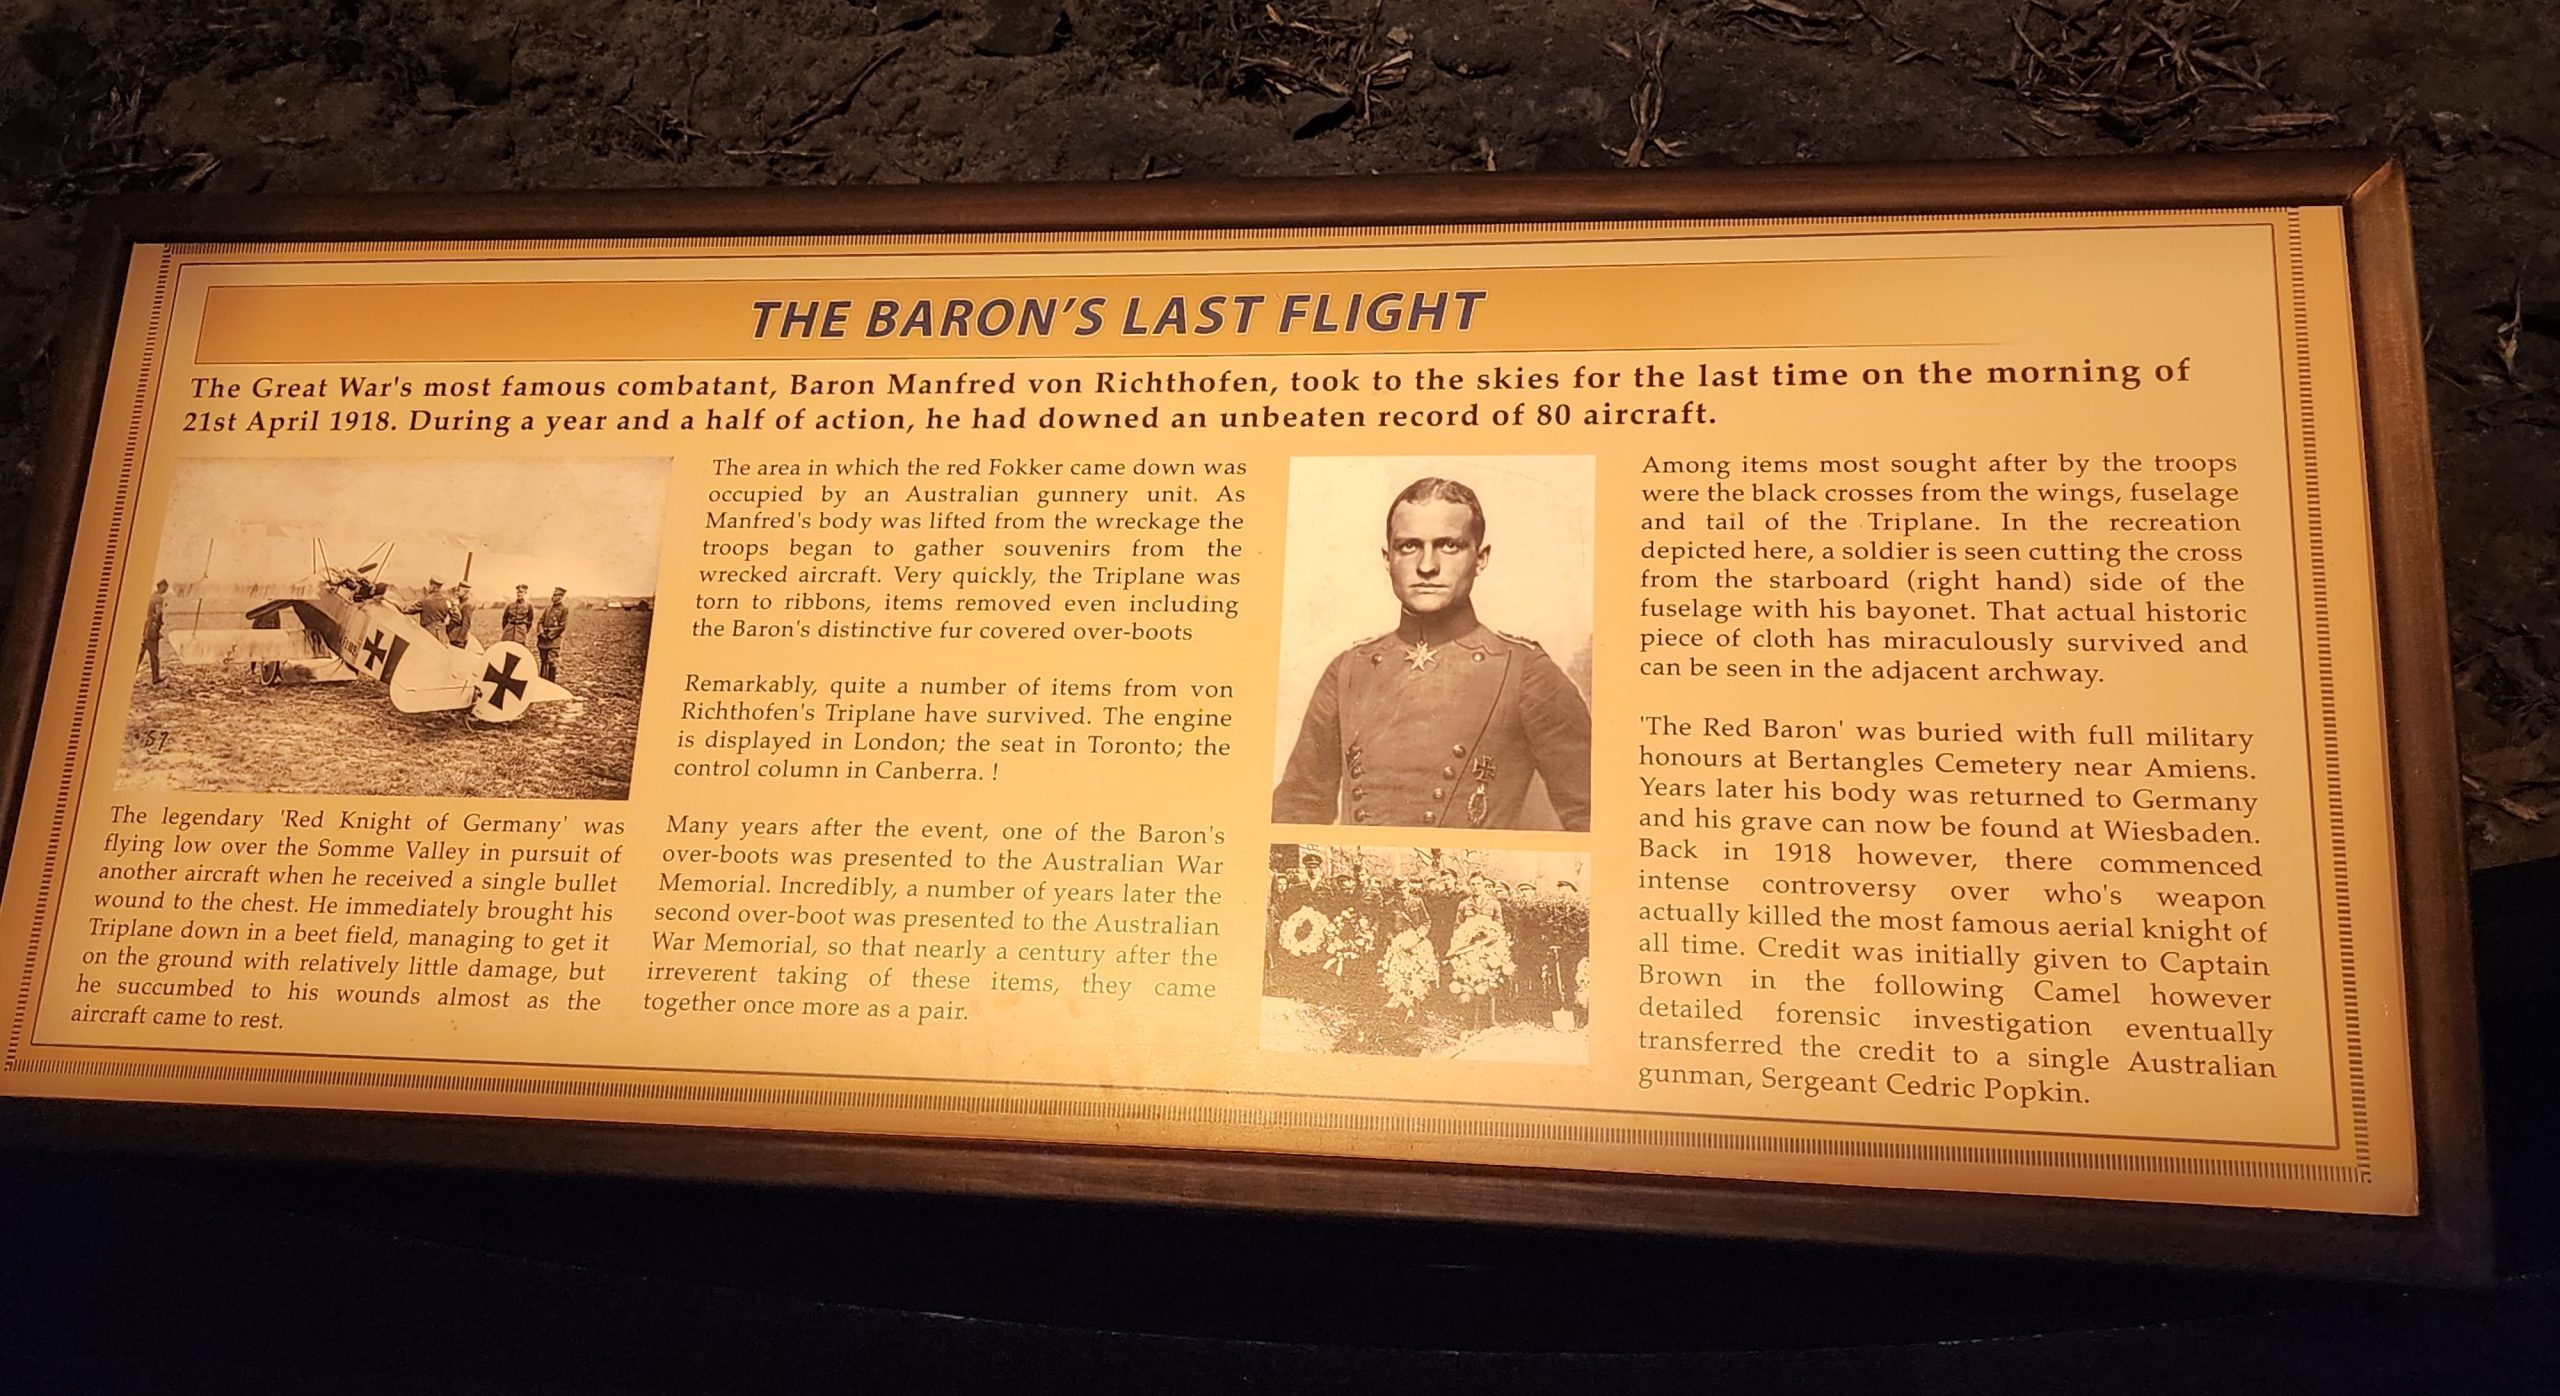 THE BARON'S LAST FLIGHT
The Great War's most famous combatant, Baron Manfred von Richthofen, took to the skies for the last time on the morning of
21st April 1918. During a year and a half of action, he had downed an unbeaten record of 80 aircraft.
57
The legendary 'Red Knight of Germany' was
flying low over the Somme Valley in pursuit of
another aircraft when he received a single bullet
wound to the chest. He immediately brought his
Triplane down in a beet field, managing to get it
on the ground with relatively little damage, but
he succumbed to his wounds almost as the
aircraft came to rest.
The area in which the red Fokker came down was
occupied by an Australian gunnery unit. As
Manfred's body was lifted from the wreckage the
troops began to gather souvenirs from the
wrecked aircraft. Very quickly, the Triplane was
torn to ribbons, items removed even including
the Baron's distinctive fur covered over-boots
Remarkably, quite a number of items from von
Richthofen's Triplane have survived. The engine
is displayed in London; the seat in Toronto; the
control column in Canberra. !
Many years after the event, one of the Baron's
over-boots was presented to the Australian War
Memorial. Incredibly, a number of years later the
second over-boot was presented to the Australian
War Memorial, so that nearly a century after the
irreverent taking of these items, they came
together once more as a pair.
Among items most sought after by the troops
were the black crosses from the wings, fuselage
and tail of the Triplane. In the recreation
depicted here, a soldier is seen cutting the cross
from the starboard (right hand) side of the
fuselage with his bayonet. That actual historic
piece of cloth has miraculously survived and
can be seen in the adjacent archway.
'The Red Baron' was buried with full military
honours at Bertangles Cemetery near Amiens.
Years later his body was returned to Germany
and his grave can now be found at Wiesbaden.
Back in 1918 however, there commenced
intense controversy over who's weapon
actually killed the most famous aerial knight of
all time. Credit was initially given to Captain
Brown in the following Camel however
detailed forensic investigation eventually
transferred the credit to a single Australian
gunman, Sergeant Cedric Popkin.